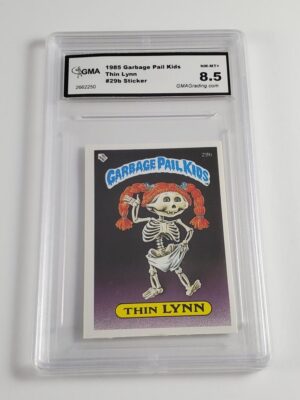 GMA
1985 Garbage Pail Kids
Thin Lynn
#29b Sticker
2662250
NM-MT+
8.5
GMAGrading.com
29b
GARBAGE PAIL KIDS
THIN LYNN